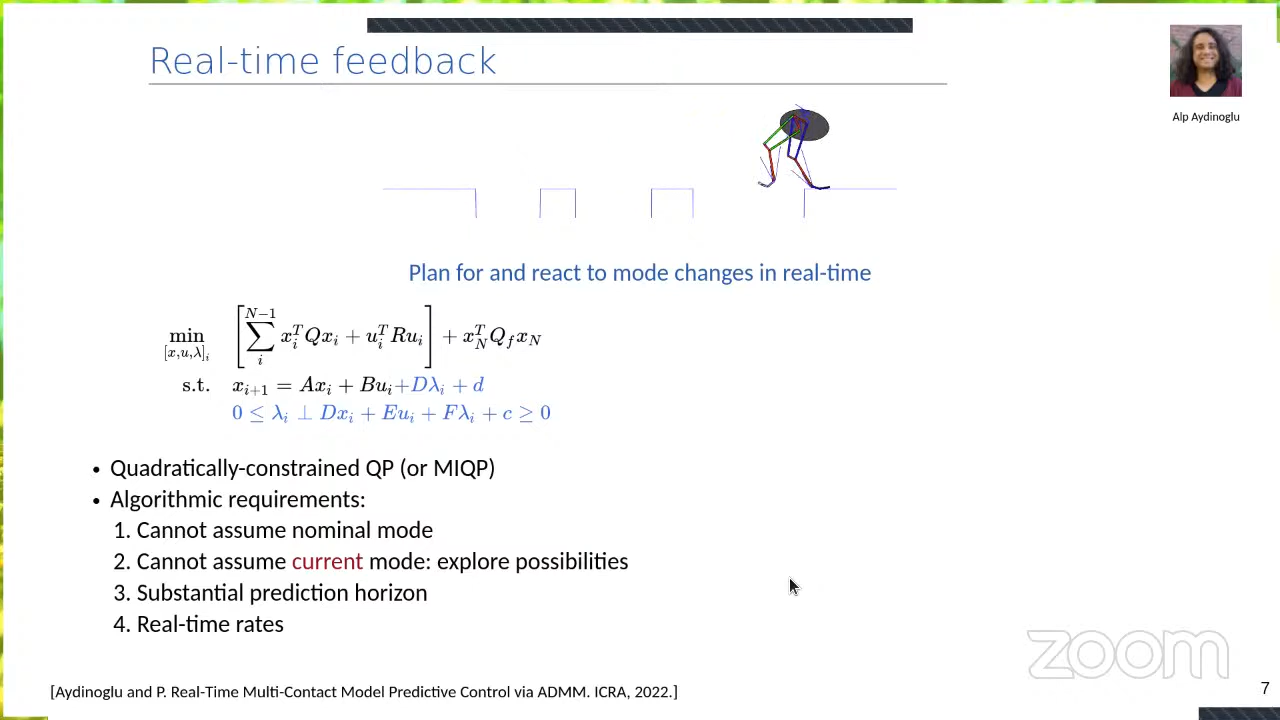 Real-time feedback
Alp Aydinoglu
Plan for and react to mode changes in real-time
min_{[x,u,λ]_i} [∑_i^{N-1} x_i^T Q x_i + u_i^T R u_i] + x_N^T Q_f x_N
s.t. x_{i+1} = Ax_i + Bu_i + Dλ_i + d
0 ≤ λ_i ⊥ Dx_i + Eu_i + Fλ_i + c ≥ 0
• Quadratically-constrained QP (or MIQP)
• Algorithmic requirements:
1. Cannot assume nominal mode
2. Cannot assume current mode: explore possibilities
3. Substantial prediction horizon
4. Real-time rates
zoom
[Aydinoglu and P. Real-Time Multi-Contact Model Predictive Control via ADMM. ICRA, 2022.]
7